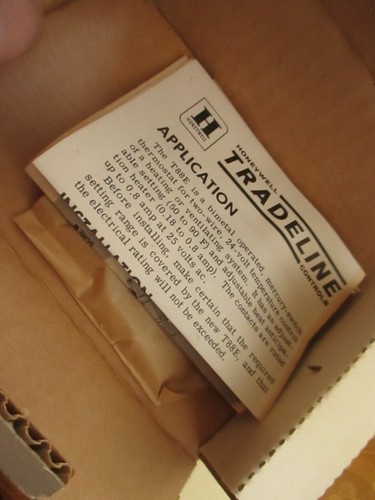 H
HONEYWELL
HONEYWELL
TRADELINE
CONTROLS
APPLICATION
The T88E is a bimetal operated, mercury-switch
thermostat for two-wire, 24 volt, temperature control
of a heating or ventilating system. It has an adjust-
able setting (50 to 90 F) and adjustable heat anticipa-
tion heater (0.18 to 0.8 amp). The contacts are rated
up to 0.8 amp at 25 volts ac.
Before installing, make certain that the required
setting range is covered by the new T88E, and that
the electrical rating will not be exceeded.